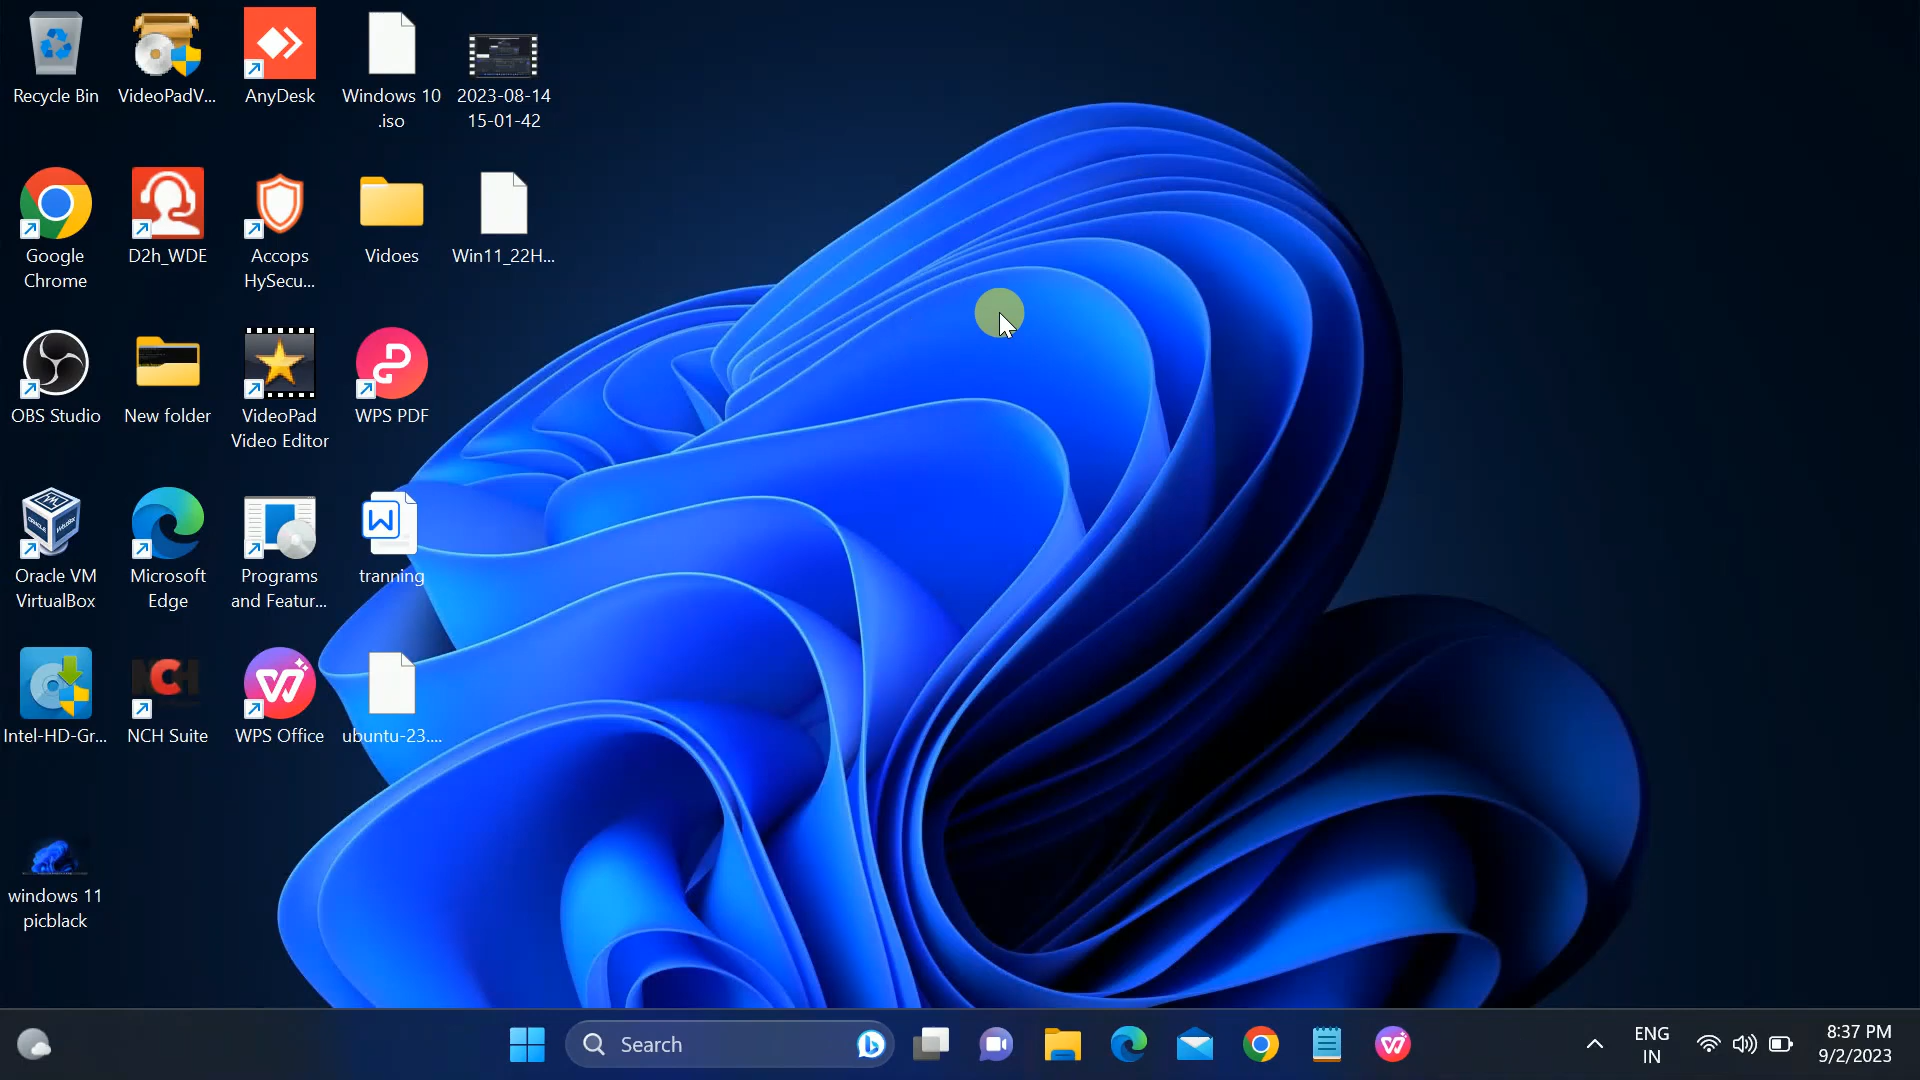 Recycle Bin
VideoPadV...
AnyDesk
Windows 10
.iso
2023-08-14
15-01-42
Google
Chrome
D2h_WDE
Accops
HySecu...
Vidoes
Win11_22H...
OBS Studio
New folder
VideoPad
Video Editor
WPS PDF
Oracle VM
VirtualBox
Microsoft
Edge
Programs
and Featur...
tranning
Intel-HD-Gr...
NCH Suite
WPS Office
ubuntu-23....
windows 11
picblack
Search
ENG
IN
8:37 PM
9/2/2023